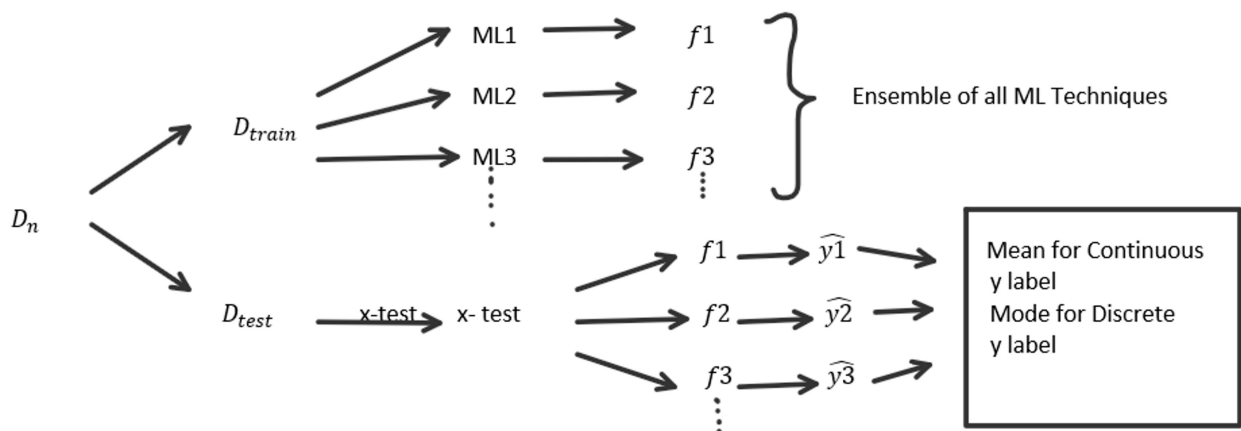 ML1
f1
ML2
f2
Ensemble of all ML Techniques
D_train
ML3
f3
D_n
f1
ŷ1
Mean for Continuous
y label
D_test
x-test
x- test
f2
ŷ2
Mode for Discrete
y label
f3
ŷ3